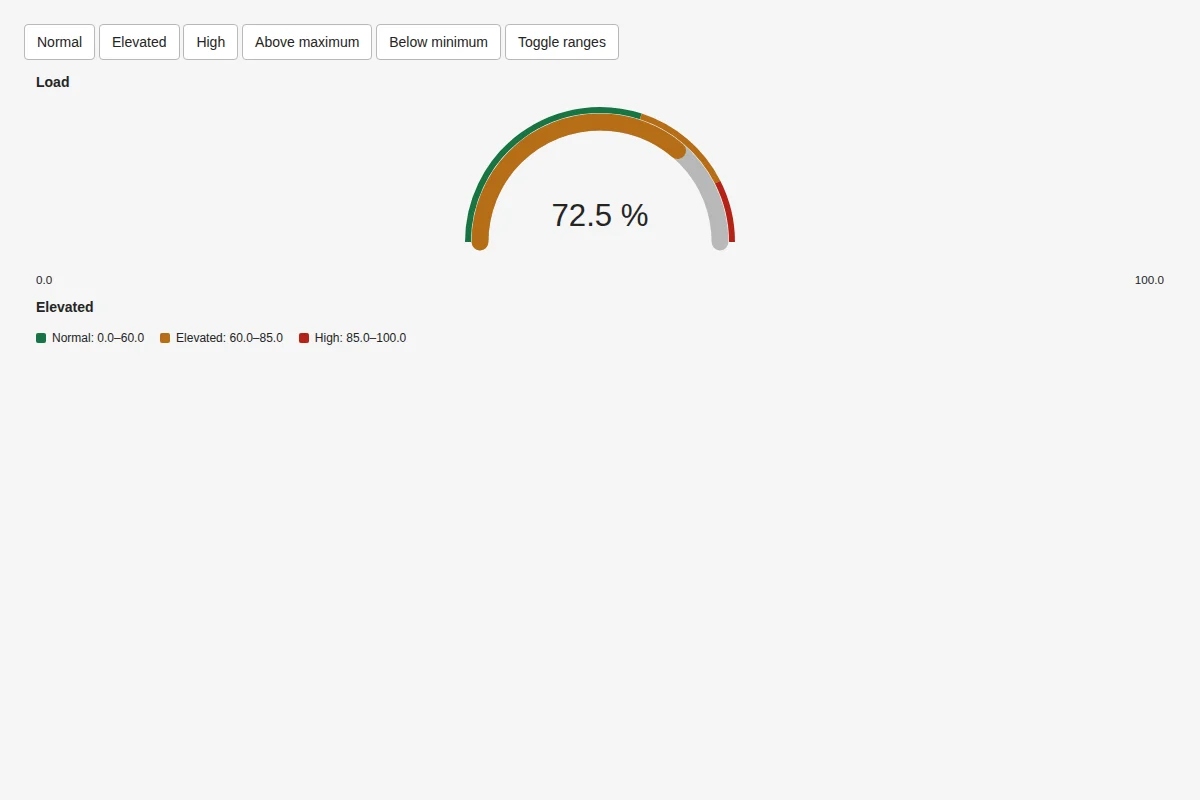 Normal Elevated High Above maximum Below minimum Toggle ranges
Load
72.5 %
0.0 100.0
Elevated
Normal: 0.0–60.0 Elevated: 60.0–85.0 High: 85.0–100.0